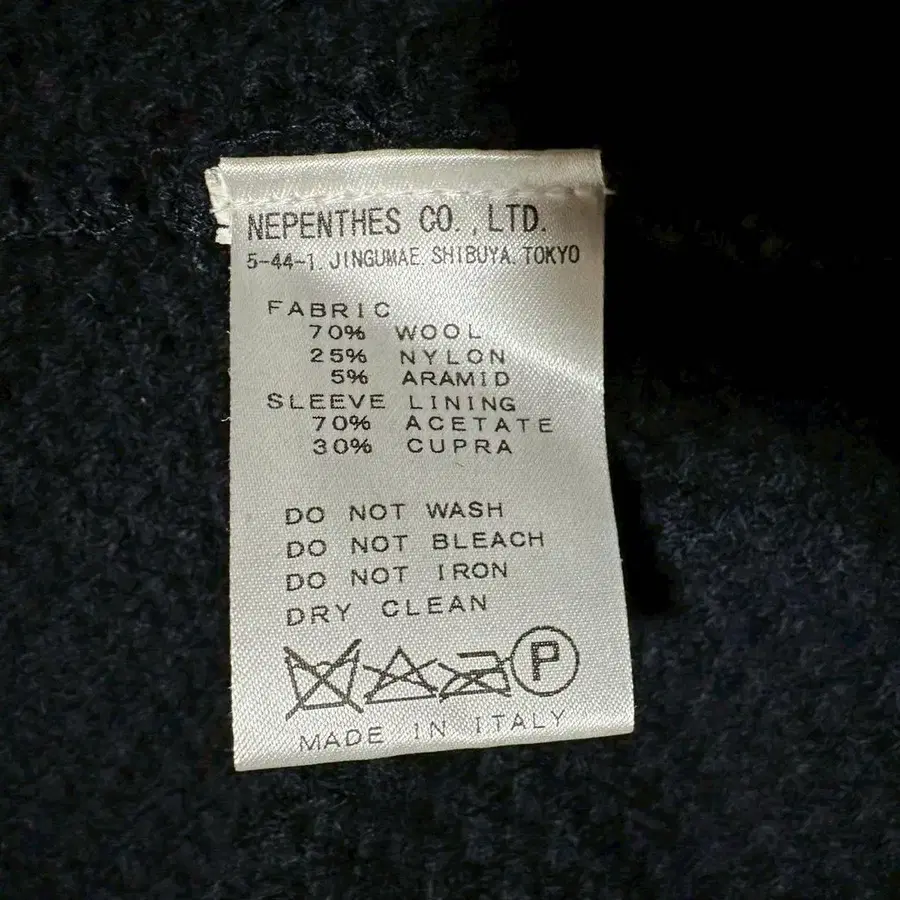 NEPENTHES CO.,LTD.
5-44-1. JINGUMAE. SHIBUYA. TOKYO
FABRIC
70% WOOL
25% NYLON
5% ARAMID
SLEEVE LINING
70% ACETATE
30% CUPRA
DO NOT WASH
DO NOT BLEACH
DO NOT IRON
DRY CLEAN
P
MADE IN ITALY